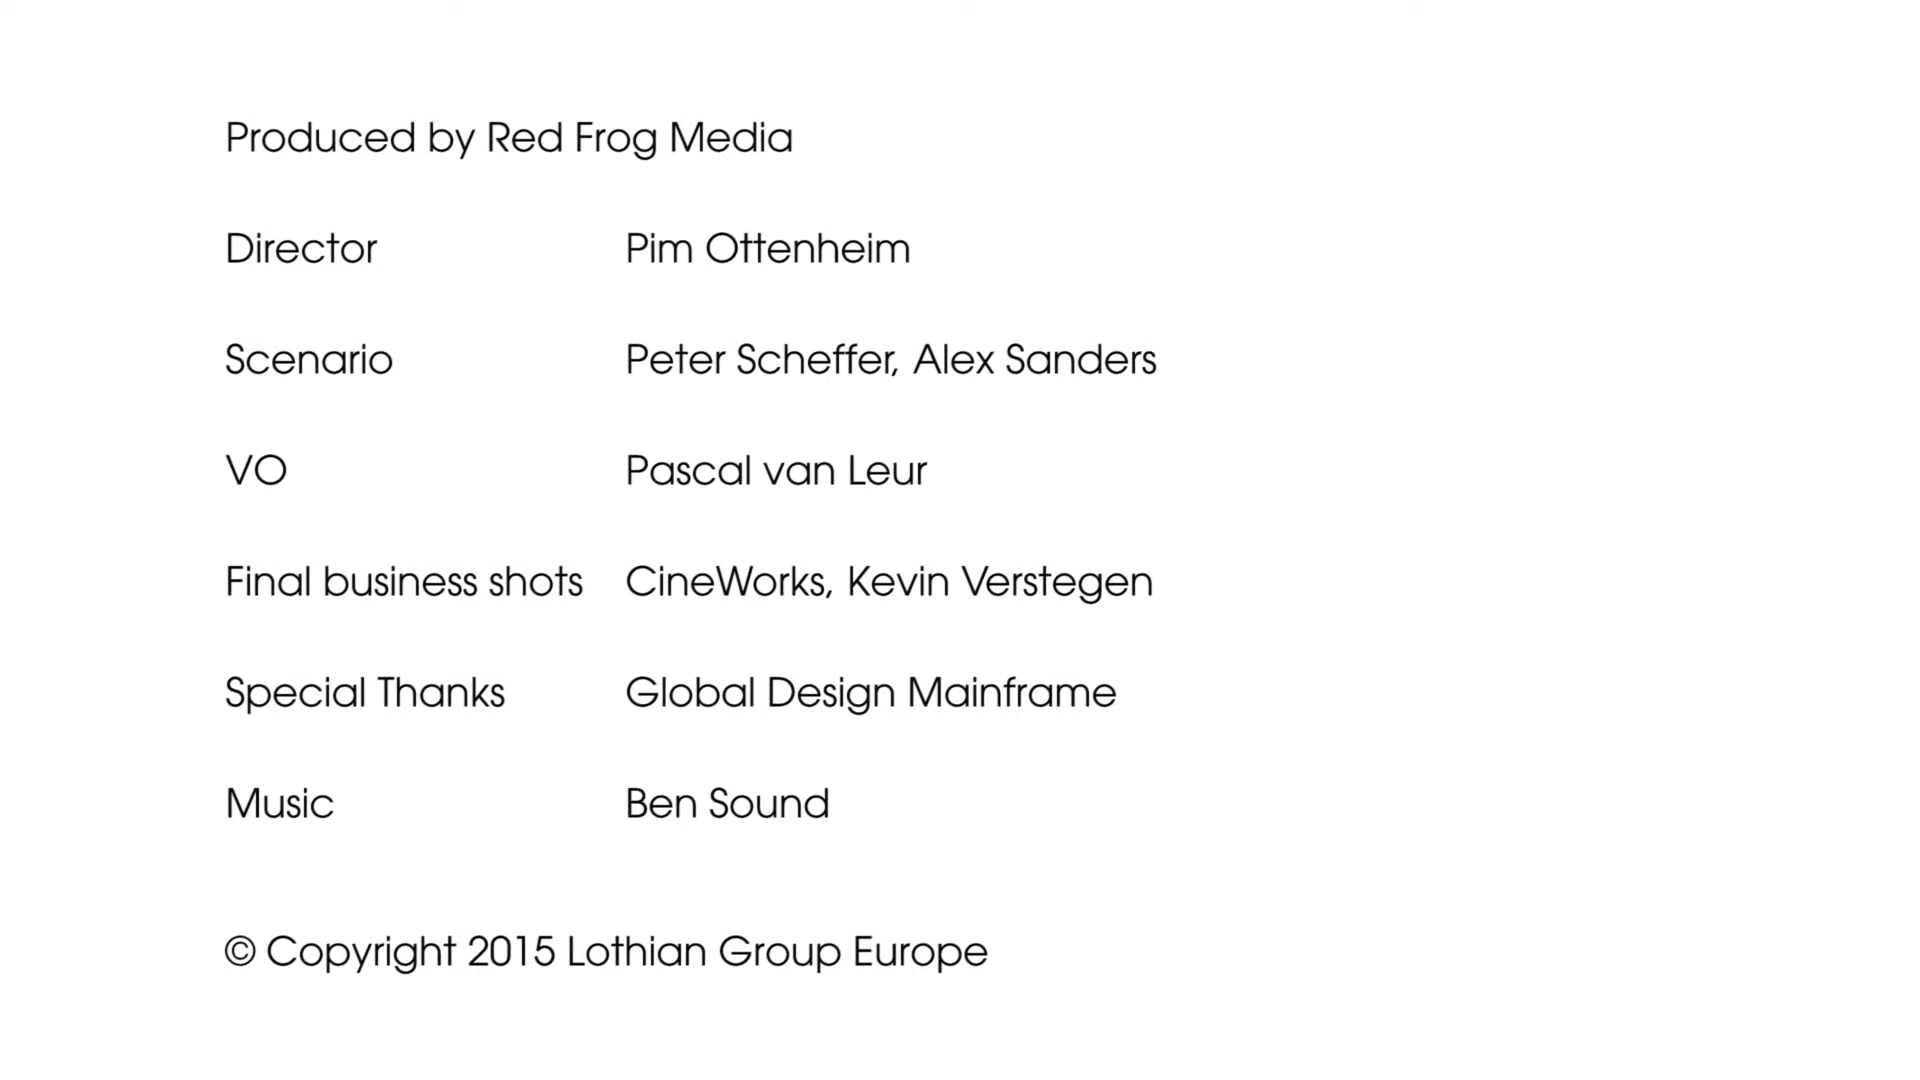 Produced by Red Frog Media
Director Pim Ottenheim
Scenario Peter Scheffer, Alex Sanders
VO Pascal van Leur
Final business shots CineWorks, Kevin Verstegen
Special Thanks Global Design Mainframe
Music Ben Sound
© Copyright 2015 Lothian Group Europe